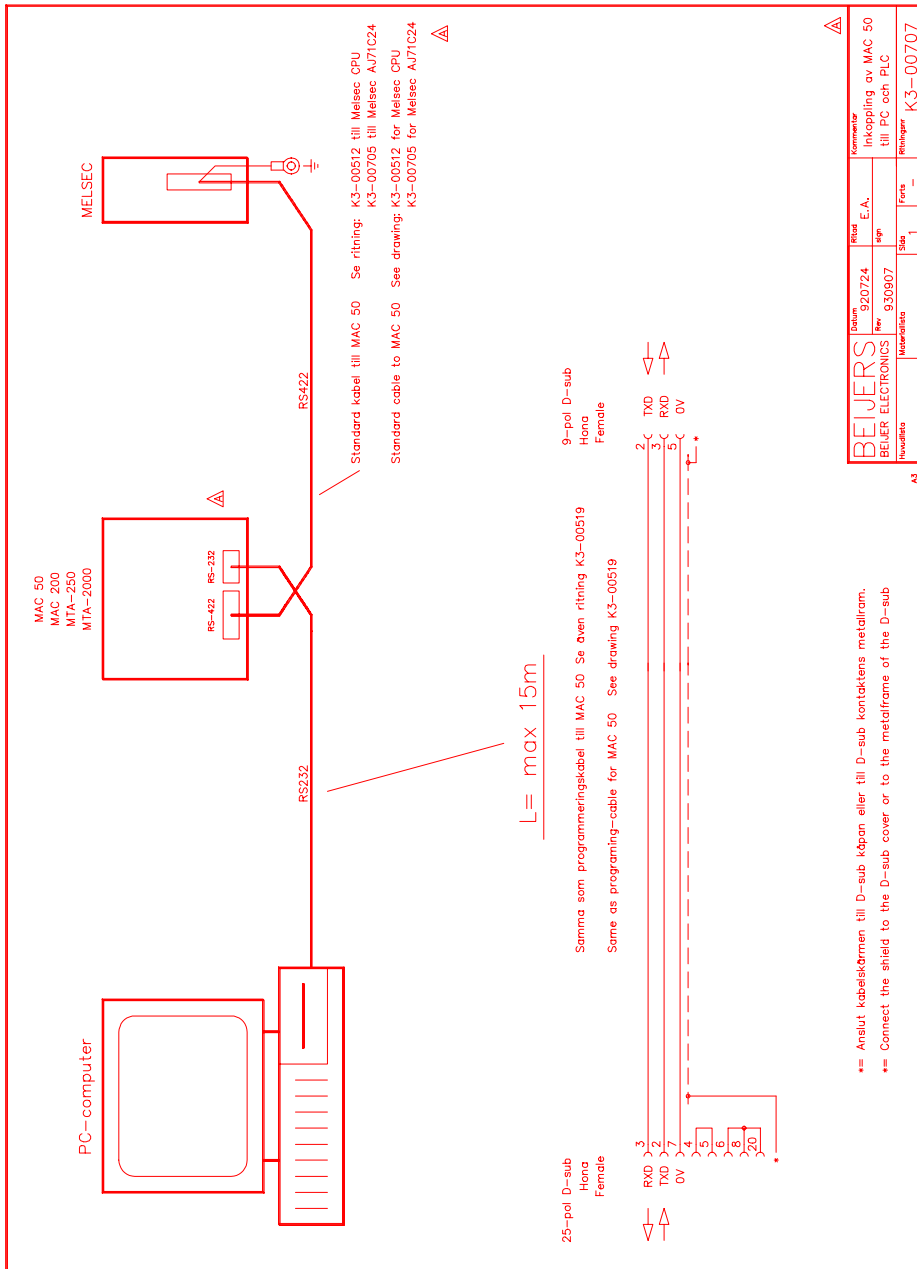 PC-computer
MAC 50
MAC 200
MTA-250
MTA-2000
RS-422
RS-232
A
MELSEC
RS232
RS422
Standard kabel till MAC 50 Se ritning: K3-00512 till Melsec CPU
K3-00705 till Melsec AJ71C24
Standard cable to MAC 50 See drawing: K3-00512 for Melsec CPU
K3-00705 for Melsec AJ71C24
A
L= max 15m
25-pol D-sub
Hona
Female
9-pol D-sub
Hona
Female
Samma som programmeringskabel till MAC 50 Se även ritning K3-00519
Same as programing-cable for MAC 50 See drawing K3-00519
RXD 3
2 TXD
TXD 2
3 RXD
0V 7
5 0V
4
5
6
8
20
*
*
*= Anslut kabelskärmen till D-sub kåpan eller till D-sub kontaktens metallram.
*= Connect the shield to the D-sub cover or to the metalframe of the D-sub
A
BEIJERS
BEIJER ELECTRONICS
Datum
920724
Ritad
E.A.
Kommentar
Inkoppling av MAC 50
till PC och PLC
Rev
930907
sign
Huvudlista
Materiallista
Sida
1
Forts
-
Ritningsnr
K3-00707
A3